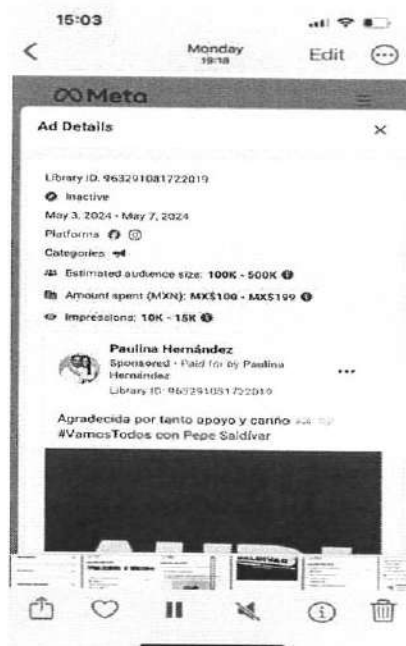 15:03
Monday
19:18
Edit
Meta
Ad Details
Library ID: 963291081722019
Inactive
May 3, 2024 - May 7, 2024
Platforms
Categories
Estimated audience size: 100K - 500K
Amount spent (MXN): MX$100 - MX$199
Impressions: 10K - 15K
Paulina Hernández
Sponsored • Paid for by Paulina
Hernández
Library ID: 963291081722019
Agradecida por tanto apoyo y cariño
#VamosTodos con Pepe Saldívar